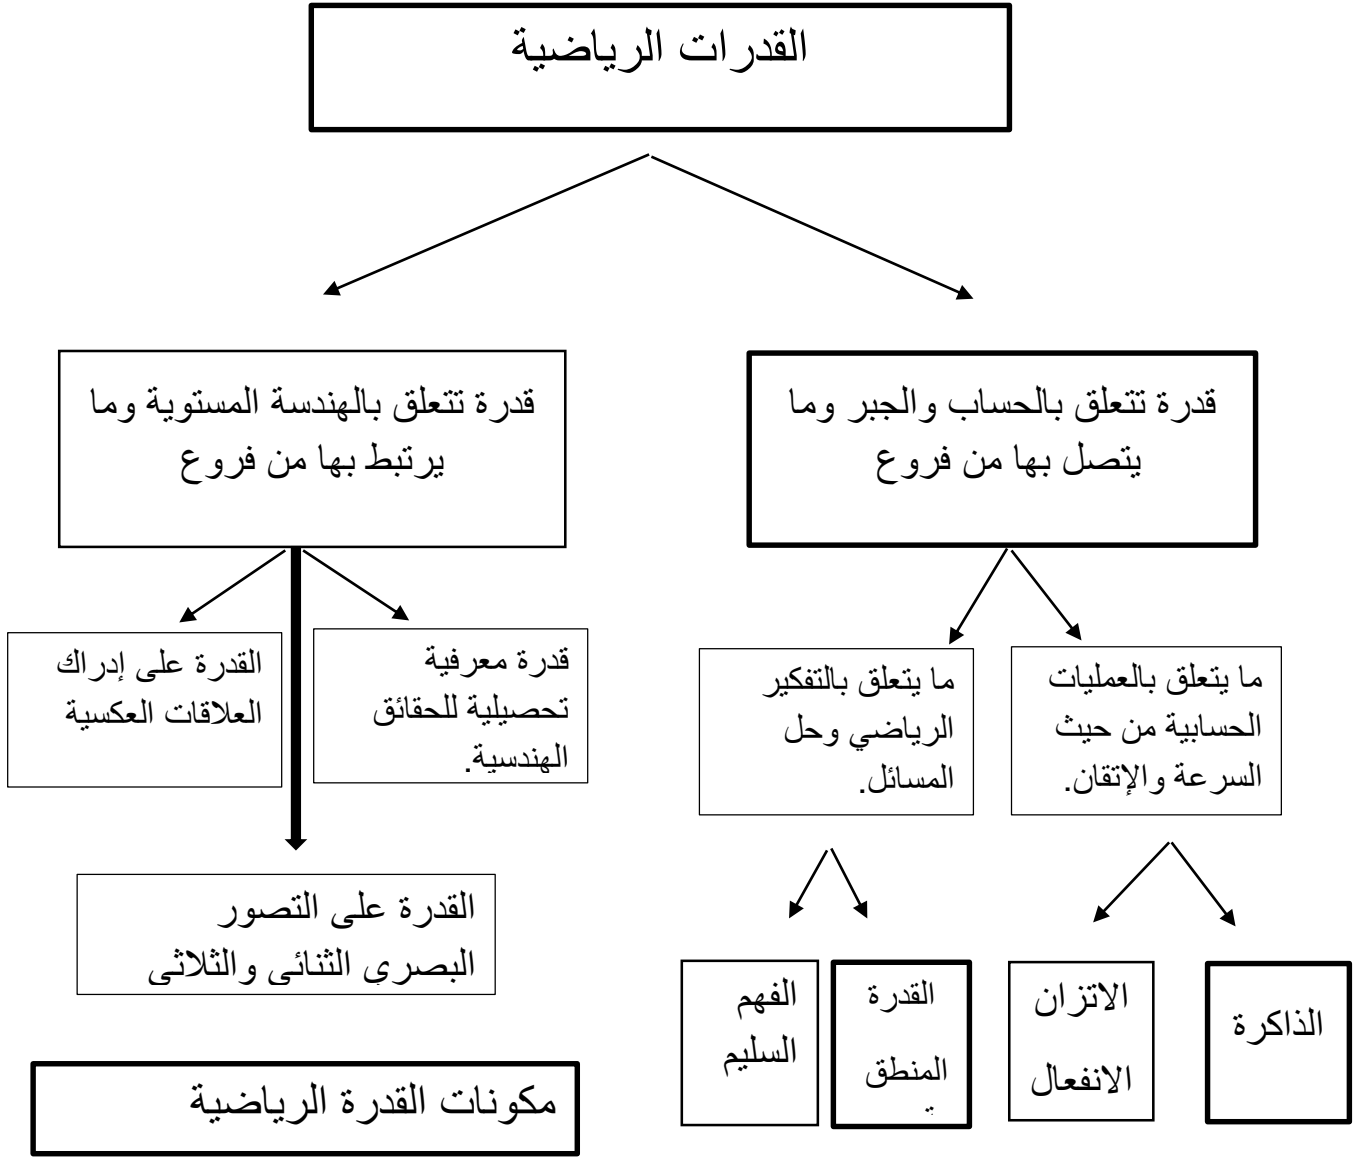 القدرات الرياضية
قدرة تتعلق بالحساب والجبر وما
يتصل بها من فروع
قدرة تتعلق بالهندسة المستوية وما
يرتبط بها من فروع
ما يتعلق بالعمليات
الحسابية من حيث
السرعة والإتقان.
ما يتعلق بالتفكير
الرياضي وحل
المسائل.
قدرة معرفية
تحصيلية للحقائق
الهندسية.
القدرة على إدراك
العلاقات العكسية
القدرة على التصور
البصري الثنائي والثلاثي
الذاكرة
الاتزان
الانفعال
القدرة
المنطق
الفهم
السليم
مكونات القدرة الرياضية